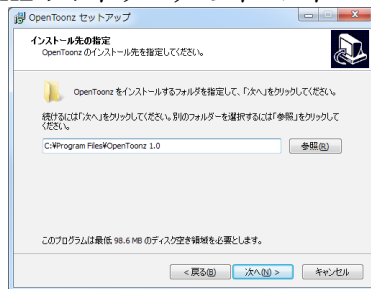 OpenToonz セットアップ
インストール先の指定
OpenToonz のインストール先を指定してください。
OpenToonz をインストールするフォルダを指定して、「次へ」をクリックしてください。
続けるには「次へ」をクリックしてください。別のフォルダーを選択するには「参照」をクリックして
ください。
C:¥Program Files¥OpenToonz 1.0
参照(R)
このプログラムは最低 98.6 MB のディスク空き領域を必要とします。
< 戻る(B)
次へ(N) >
キャンセル